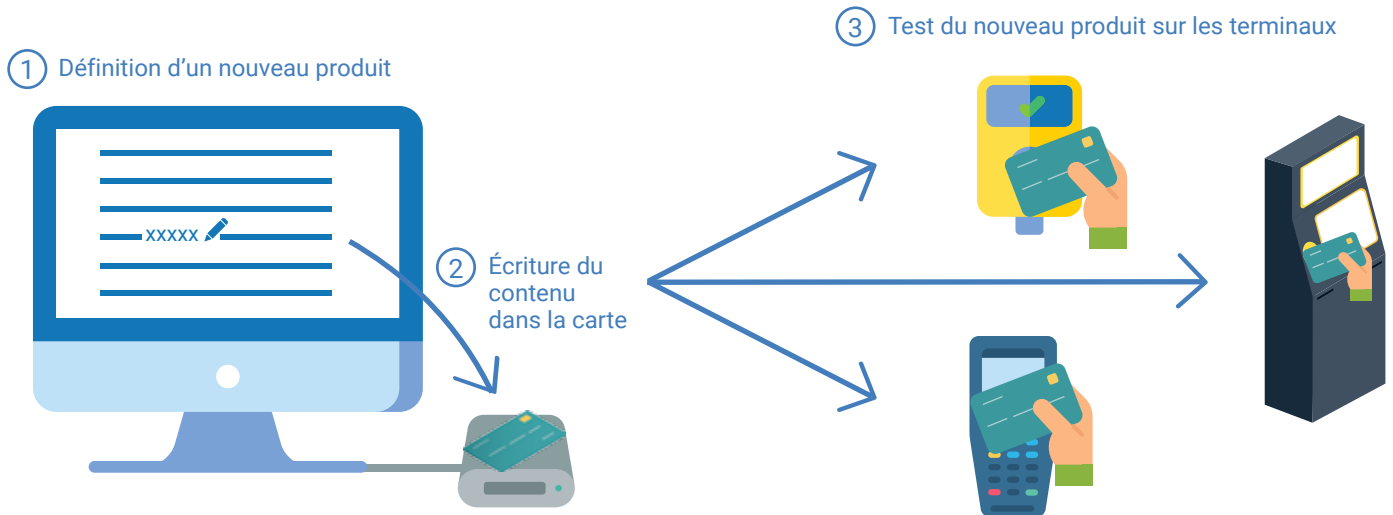 1 Définition d’un nouveau produit
xxxxx
2 Écriture du
contenu
dans la carte
3 Test du nouveau produit sur les terminaux